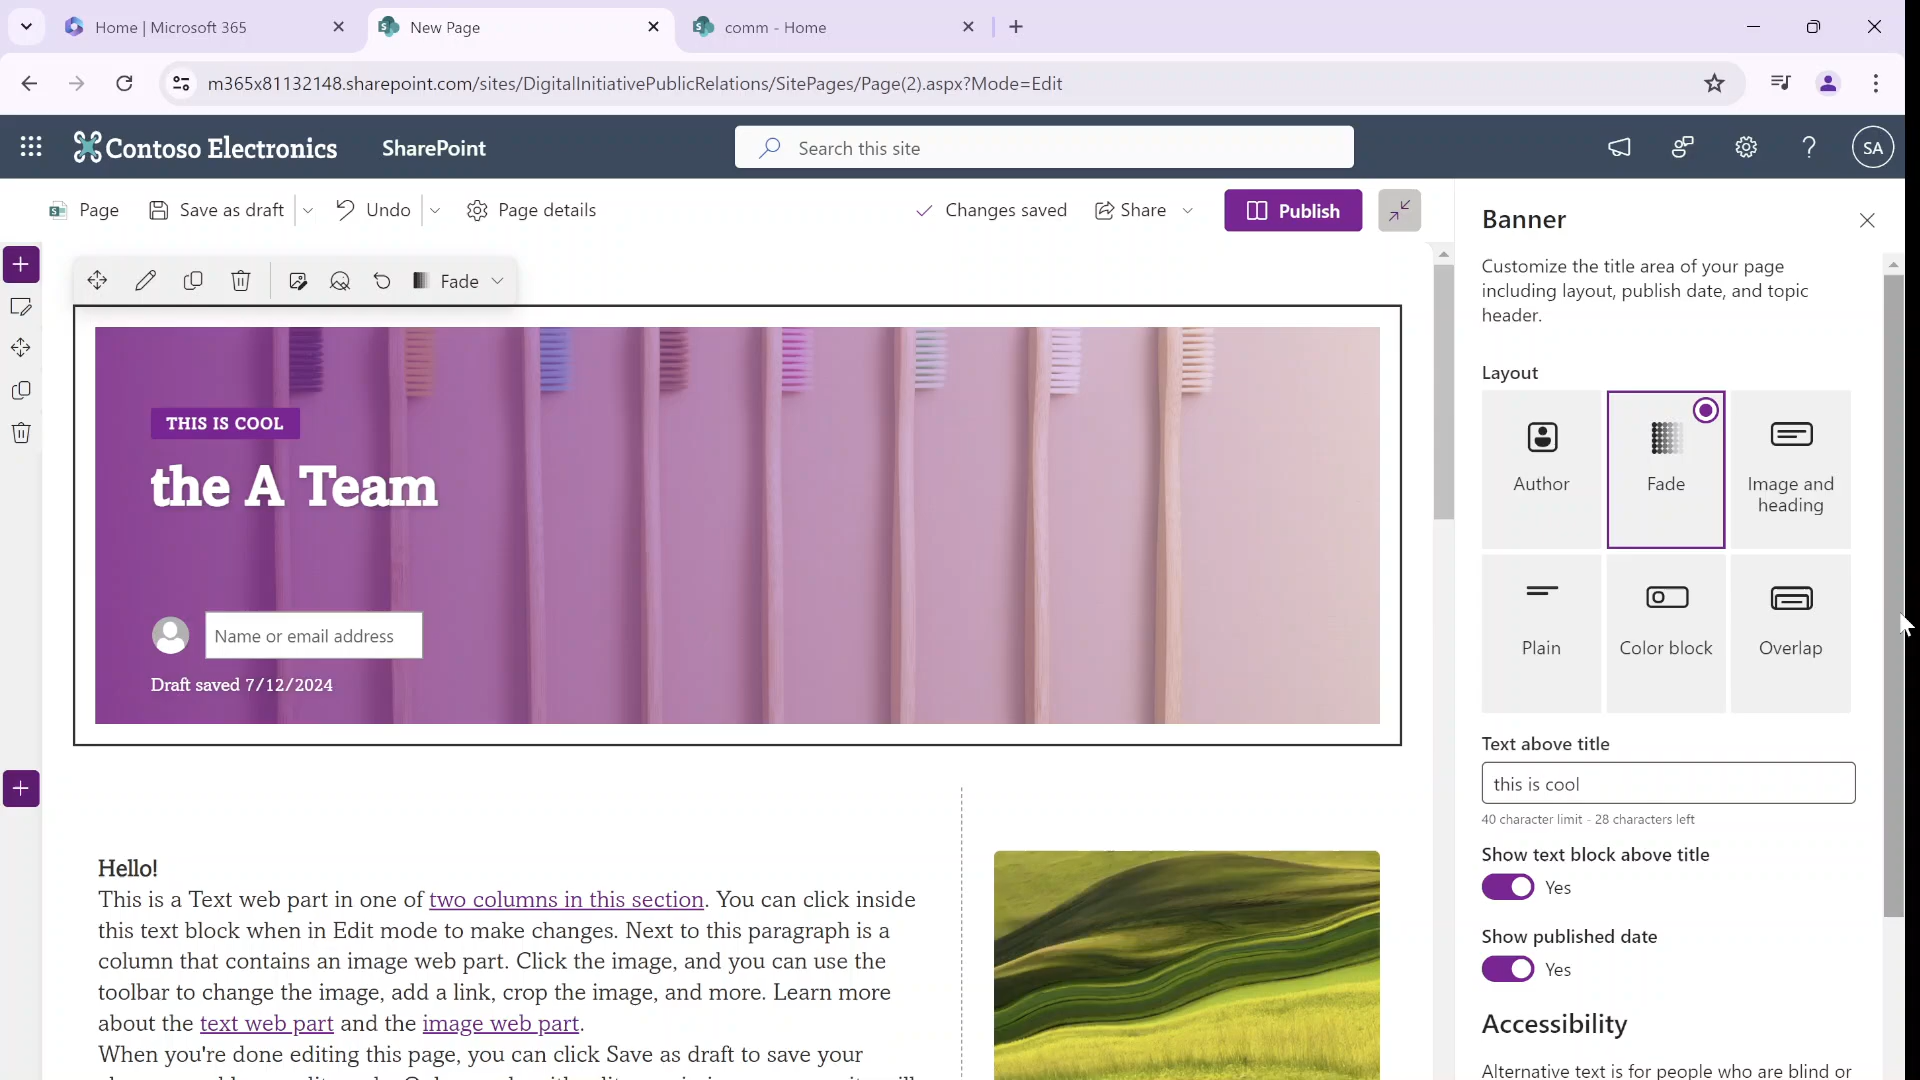 Home | Microsoft 365
New Page
comm - Home
m365x81132148.sharepoint.com/sites/DigitalInitiativePublicRelations/SitePages/Page(2).aspx?Mode=Edit
Contoso Electronics
SharePoint
Search this site
SA
Page
Save as draft
Undo
Page details
Changes saved
Share
Publish
Fade
THIS IS COOL
the A Team
Name or email address
Draft saved 7/12/2024
Hello!
This is a Text web part in one of two columns in this section. You can click inside
this text block when in Edit mode to make changes. Next to this paragraph is a
column that contains an image web part. Click the image, and you can use the
toolbar to change the image, add a link, crop the image, and more. Learn more
about the text web part and the image web part.
When you're done editing this page, you can click Save as draft to save your
Banner
Customize the title area of your page
including layout, publish date, and topic
header.
Layout
Author
Fade
Image and
heading
Plain
Color block
Overlap
Text above title
this is cool
40 character limit - 28 characters left
Show text block above title
Yes
Show published date
Yes
Accessibility
Alternative text is for people who are blind or